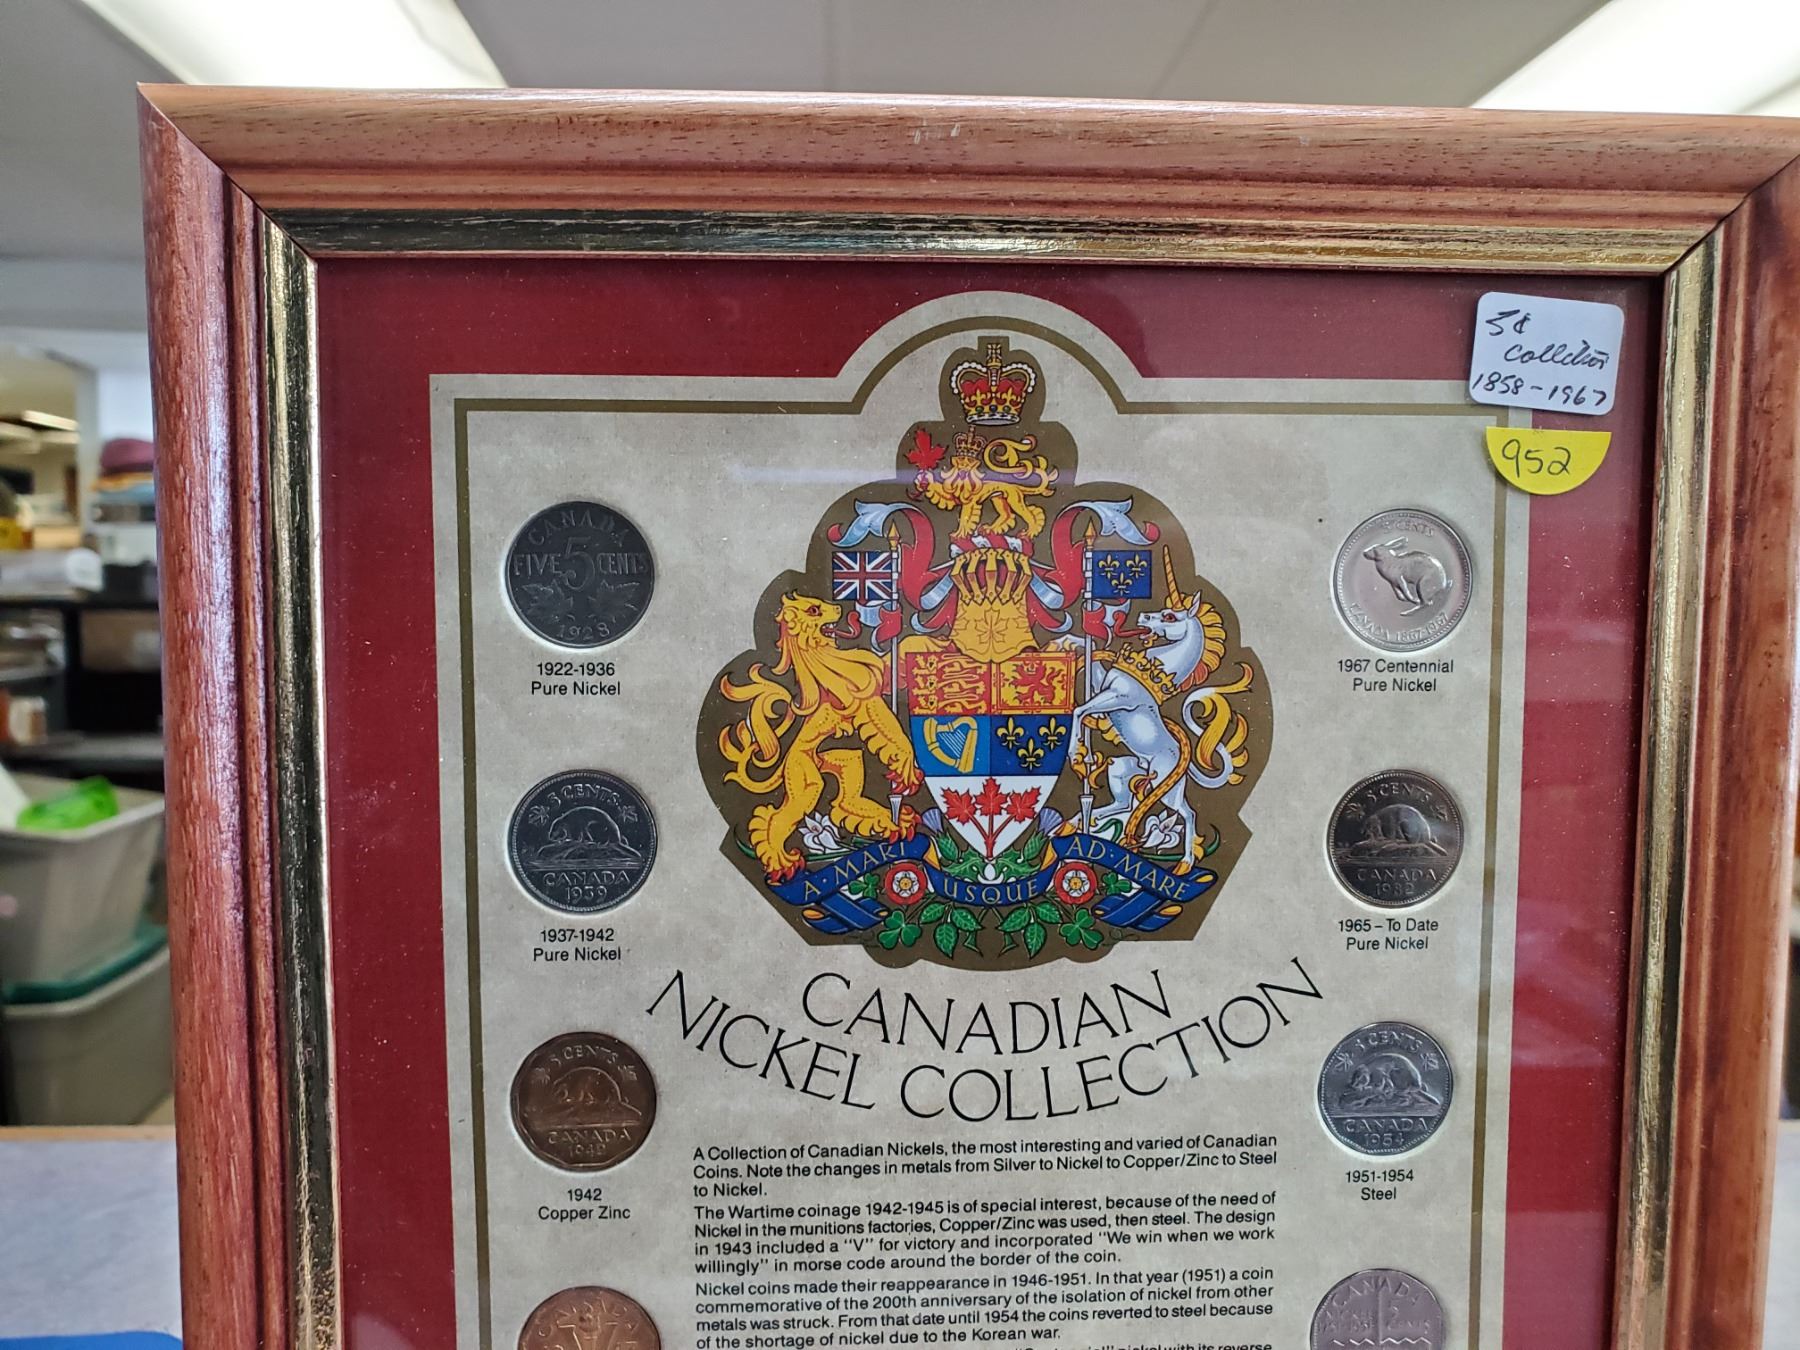 5¢
Collection
1858-1967
952
CANADA
FIVE 5 CENTS
1928
1922-1936
Pure Nickel
5 CENTS
CANADA 1867-1967
1967 Centennial
Pure Nickel
5 CENTS
CANADA
1939
1937-1942
Pure Nickel
5 CENTS
CANADA
1982
1965 – To Date
Pure Nickel
A·MARI USQUE AD·MARE
CANADIAN
NICKEL COLLECTION
5 CENTS
CANADA
1942
1942
Copper Zinc
5 CENTS
CANADA
1954
1951-1954
Steel
A Collection of Canadian Nickels, the most interesting and varied of Canadian
Coins. Note the changes in metals from Silver to Nickel to Copper/Zinc to Steel
to Nickel.
The Wartime coinage 1942-1945 is of special interest, because of the need of
Nickel in the munitions factories, Copper/Zinc was used, then steel. The design
in 1943 included a "V" for victory and incorporated "We win when we work
willingly" in morse code around the border of the coin.
Nickel coins made their reappearance in 1946-1951. In that year (1951) a coin
commemorative of the 200th anniversary of the isolation of nickel from other
metals was struck. From that date until 1954 the coins reverted to steel because
of the shortage of nickel due to the Korean war.
nickel with its reverse
CANADA
CANADA